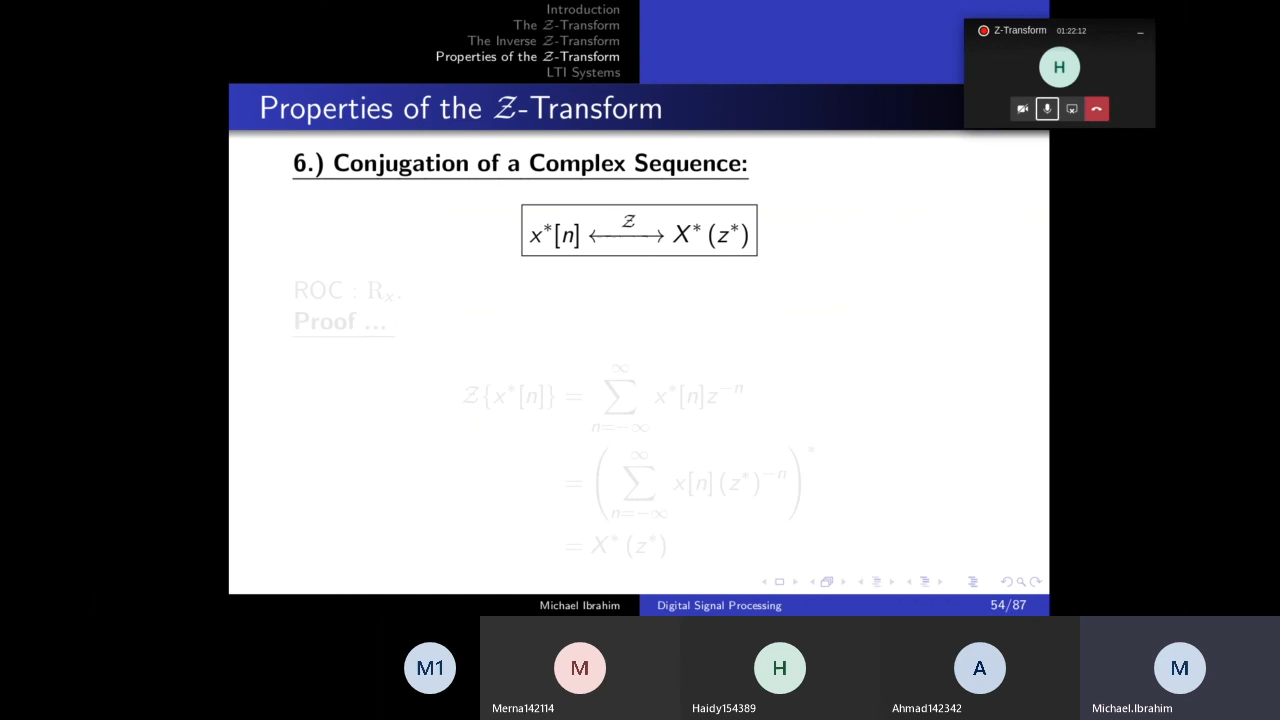 Introduction
The Z-Transform
The Inverse Z-Transform
Properties of the Z-Transform
LTI Systems
Z-Transform 01:22:12
H
Properties of the Z-Transform
6.) Conjugation of a Complex Sequence:
x*[n] ⟷^Z X*(z*)
ROC : Rₓ.
Proof ...
Z{x*[n]} = ∑_{n=−∞}^{∞} x*[n]z^{−n}
= (∑_{n=−∞}^{∞} x[n](z*)^{−n})*
= X*(z*)
Michael Ibrahim Digital Signal Processing 54/87
M1 M H A M
Merna142114 Haidy154389 Ahmad142342 Michael.Ibrahim